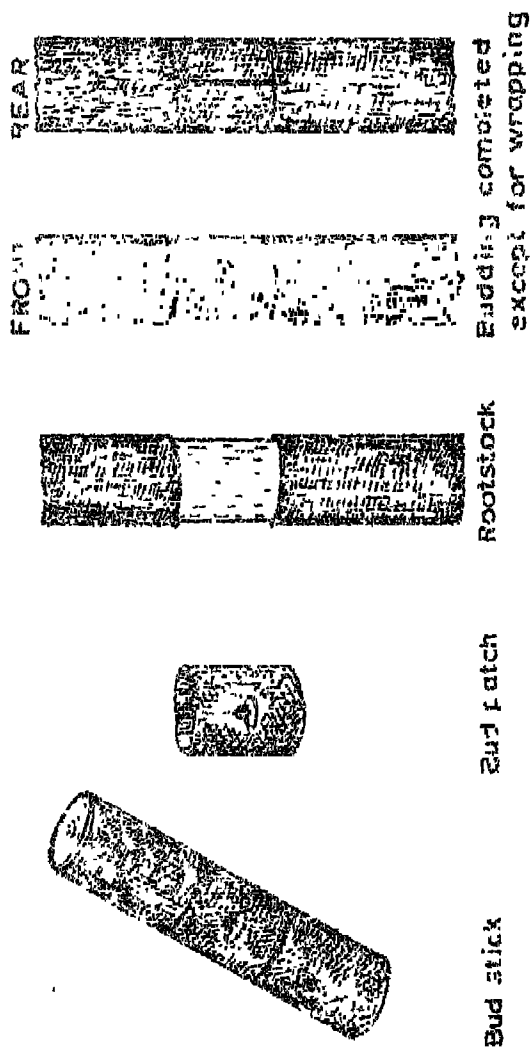 FRONT
REAR
Bud stick
Bud patch
Rootstock
Budding completed
except for wrapping